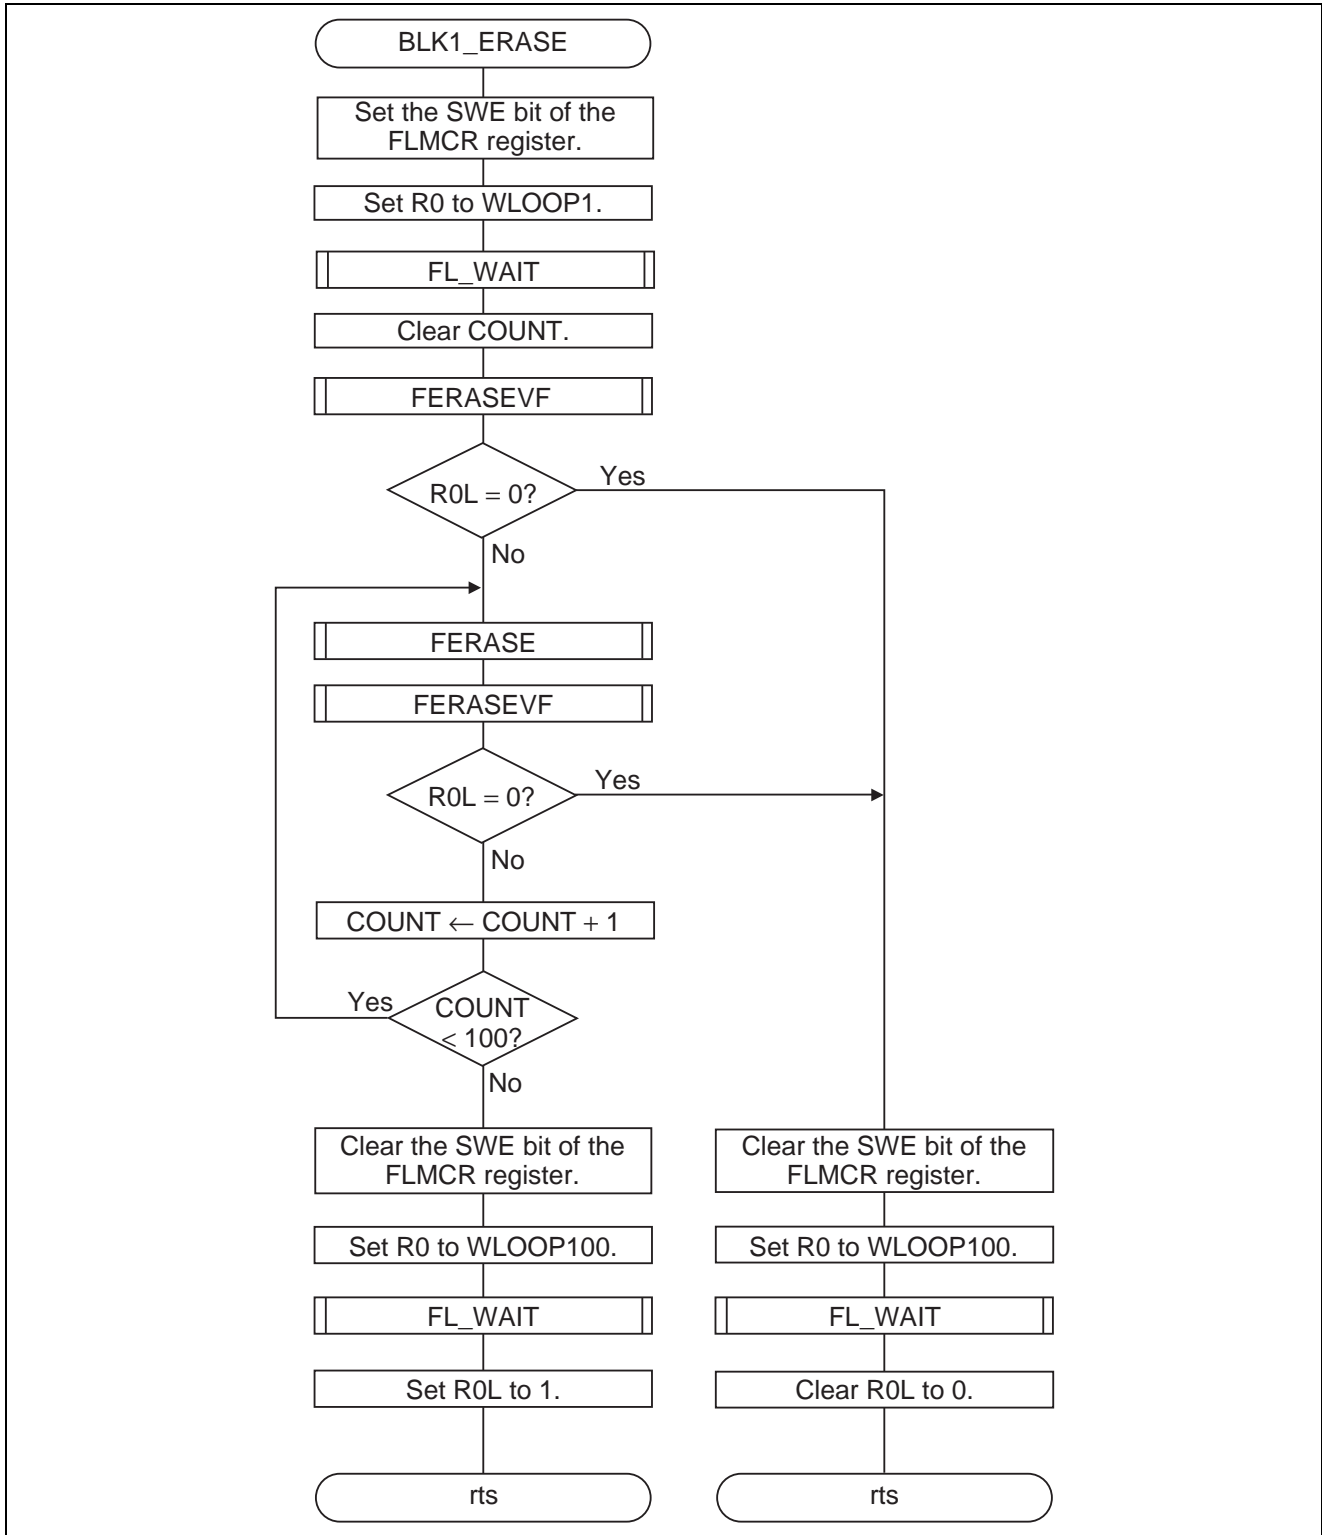 BLK1_ERASE
Set the SWE bit of the
FLMCR register.
Set R0 to WLOOP1.
FL_WAIT
Clear COUNT.
FERASEVF
R0L = 0?
Yes
No
FERASE
FERASEVF
R0L = 0?
Yes
No
COUNT ← COUNT + 1
Yes
COUNT
< 100?
No
Clear the SWE bit of the
FLMCR register.
Set R0 to WLOOP100.
FL_WAIT
Set R0L to 1.
rts
Clear the SWE bit of the
FLMCR register.
Set R0 to WLOOP100.
FL_WAIT
Clear R0L to 0.
rts